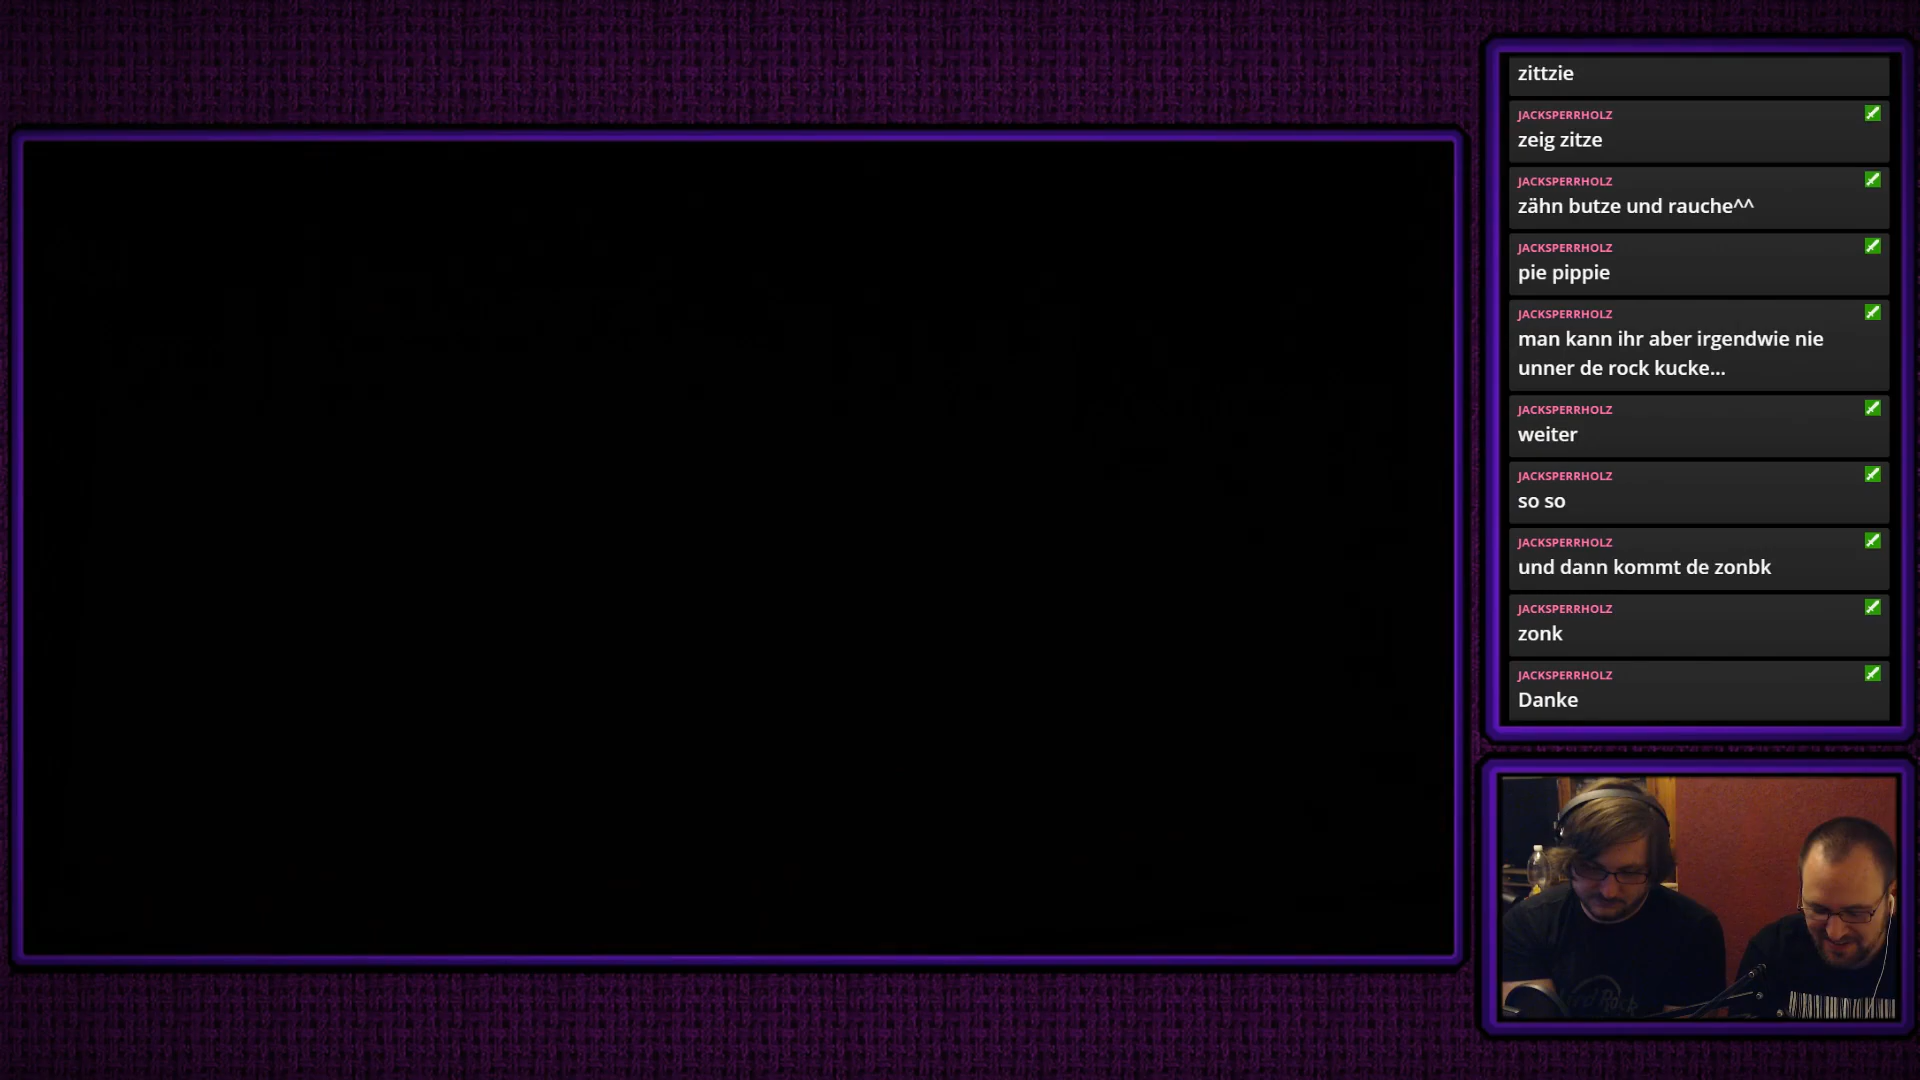 zittzie
JACKSPERRHOLZ
zeig zitze
JACKSPERRHOLZ
zähn butze und rauche^^
JACKSPERRHOLZ
pie pippie
JACKSPERRHOLZ
man kann ihr aber irgendwie nie
unner de rock kucke...
JACKSPERRHOLZ
weiter
JACKSPERRHOLZ
so so
JACKSPERRHOLZ
und dann kommt de zonbk
JACKSPERRHOLZ
zonk
JACKSPERRHOLZ
Danke
Hard Rock